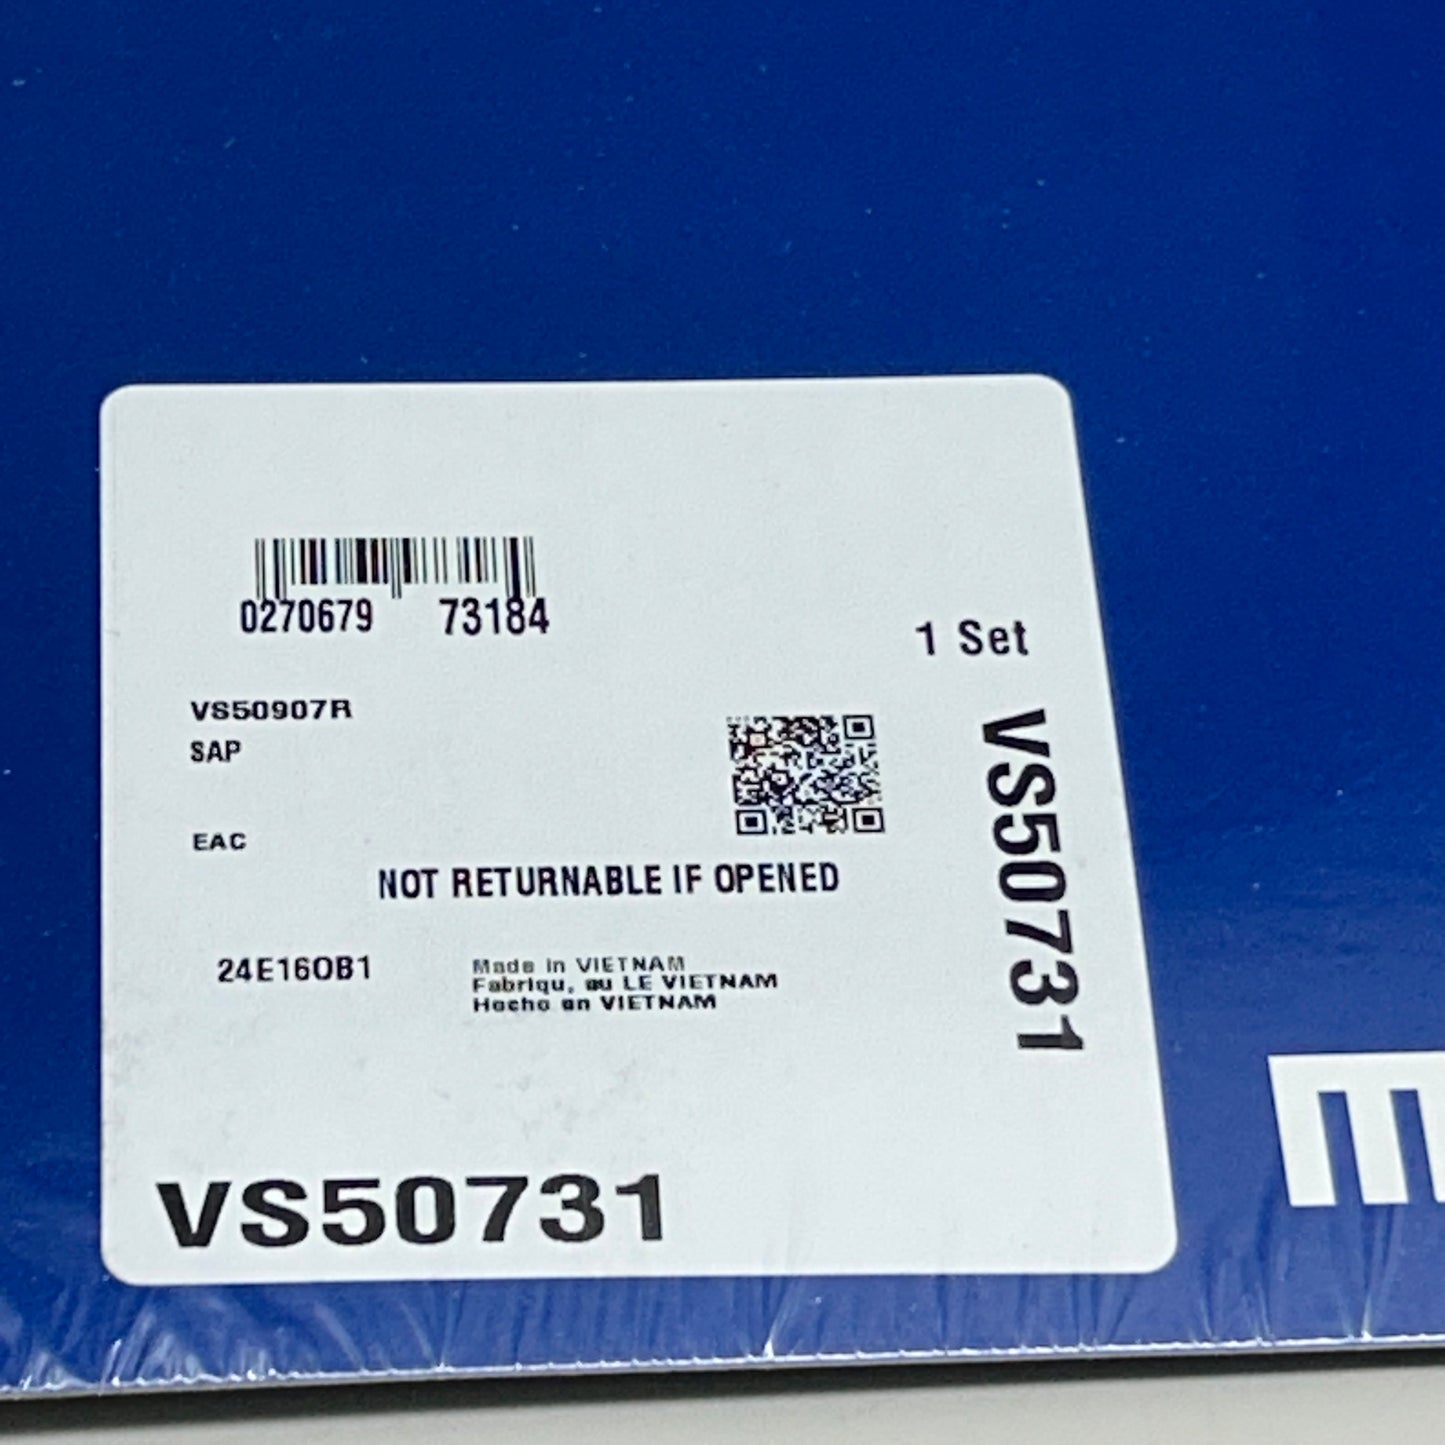 0270679 73184
1 Set
VS50907R
SAP
VS50731
EAC
NOT RETURNABLE IF OPENED
24E16OB1
Made in VIETNAM
Fabriqu, au LE VIETNAM
Hecho en VIETNAM
VS50731